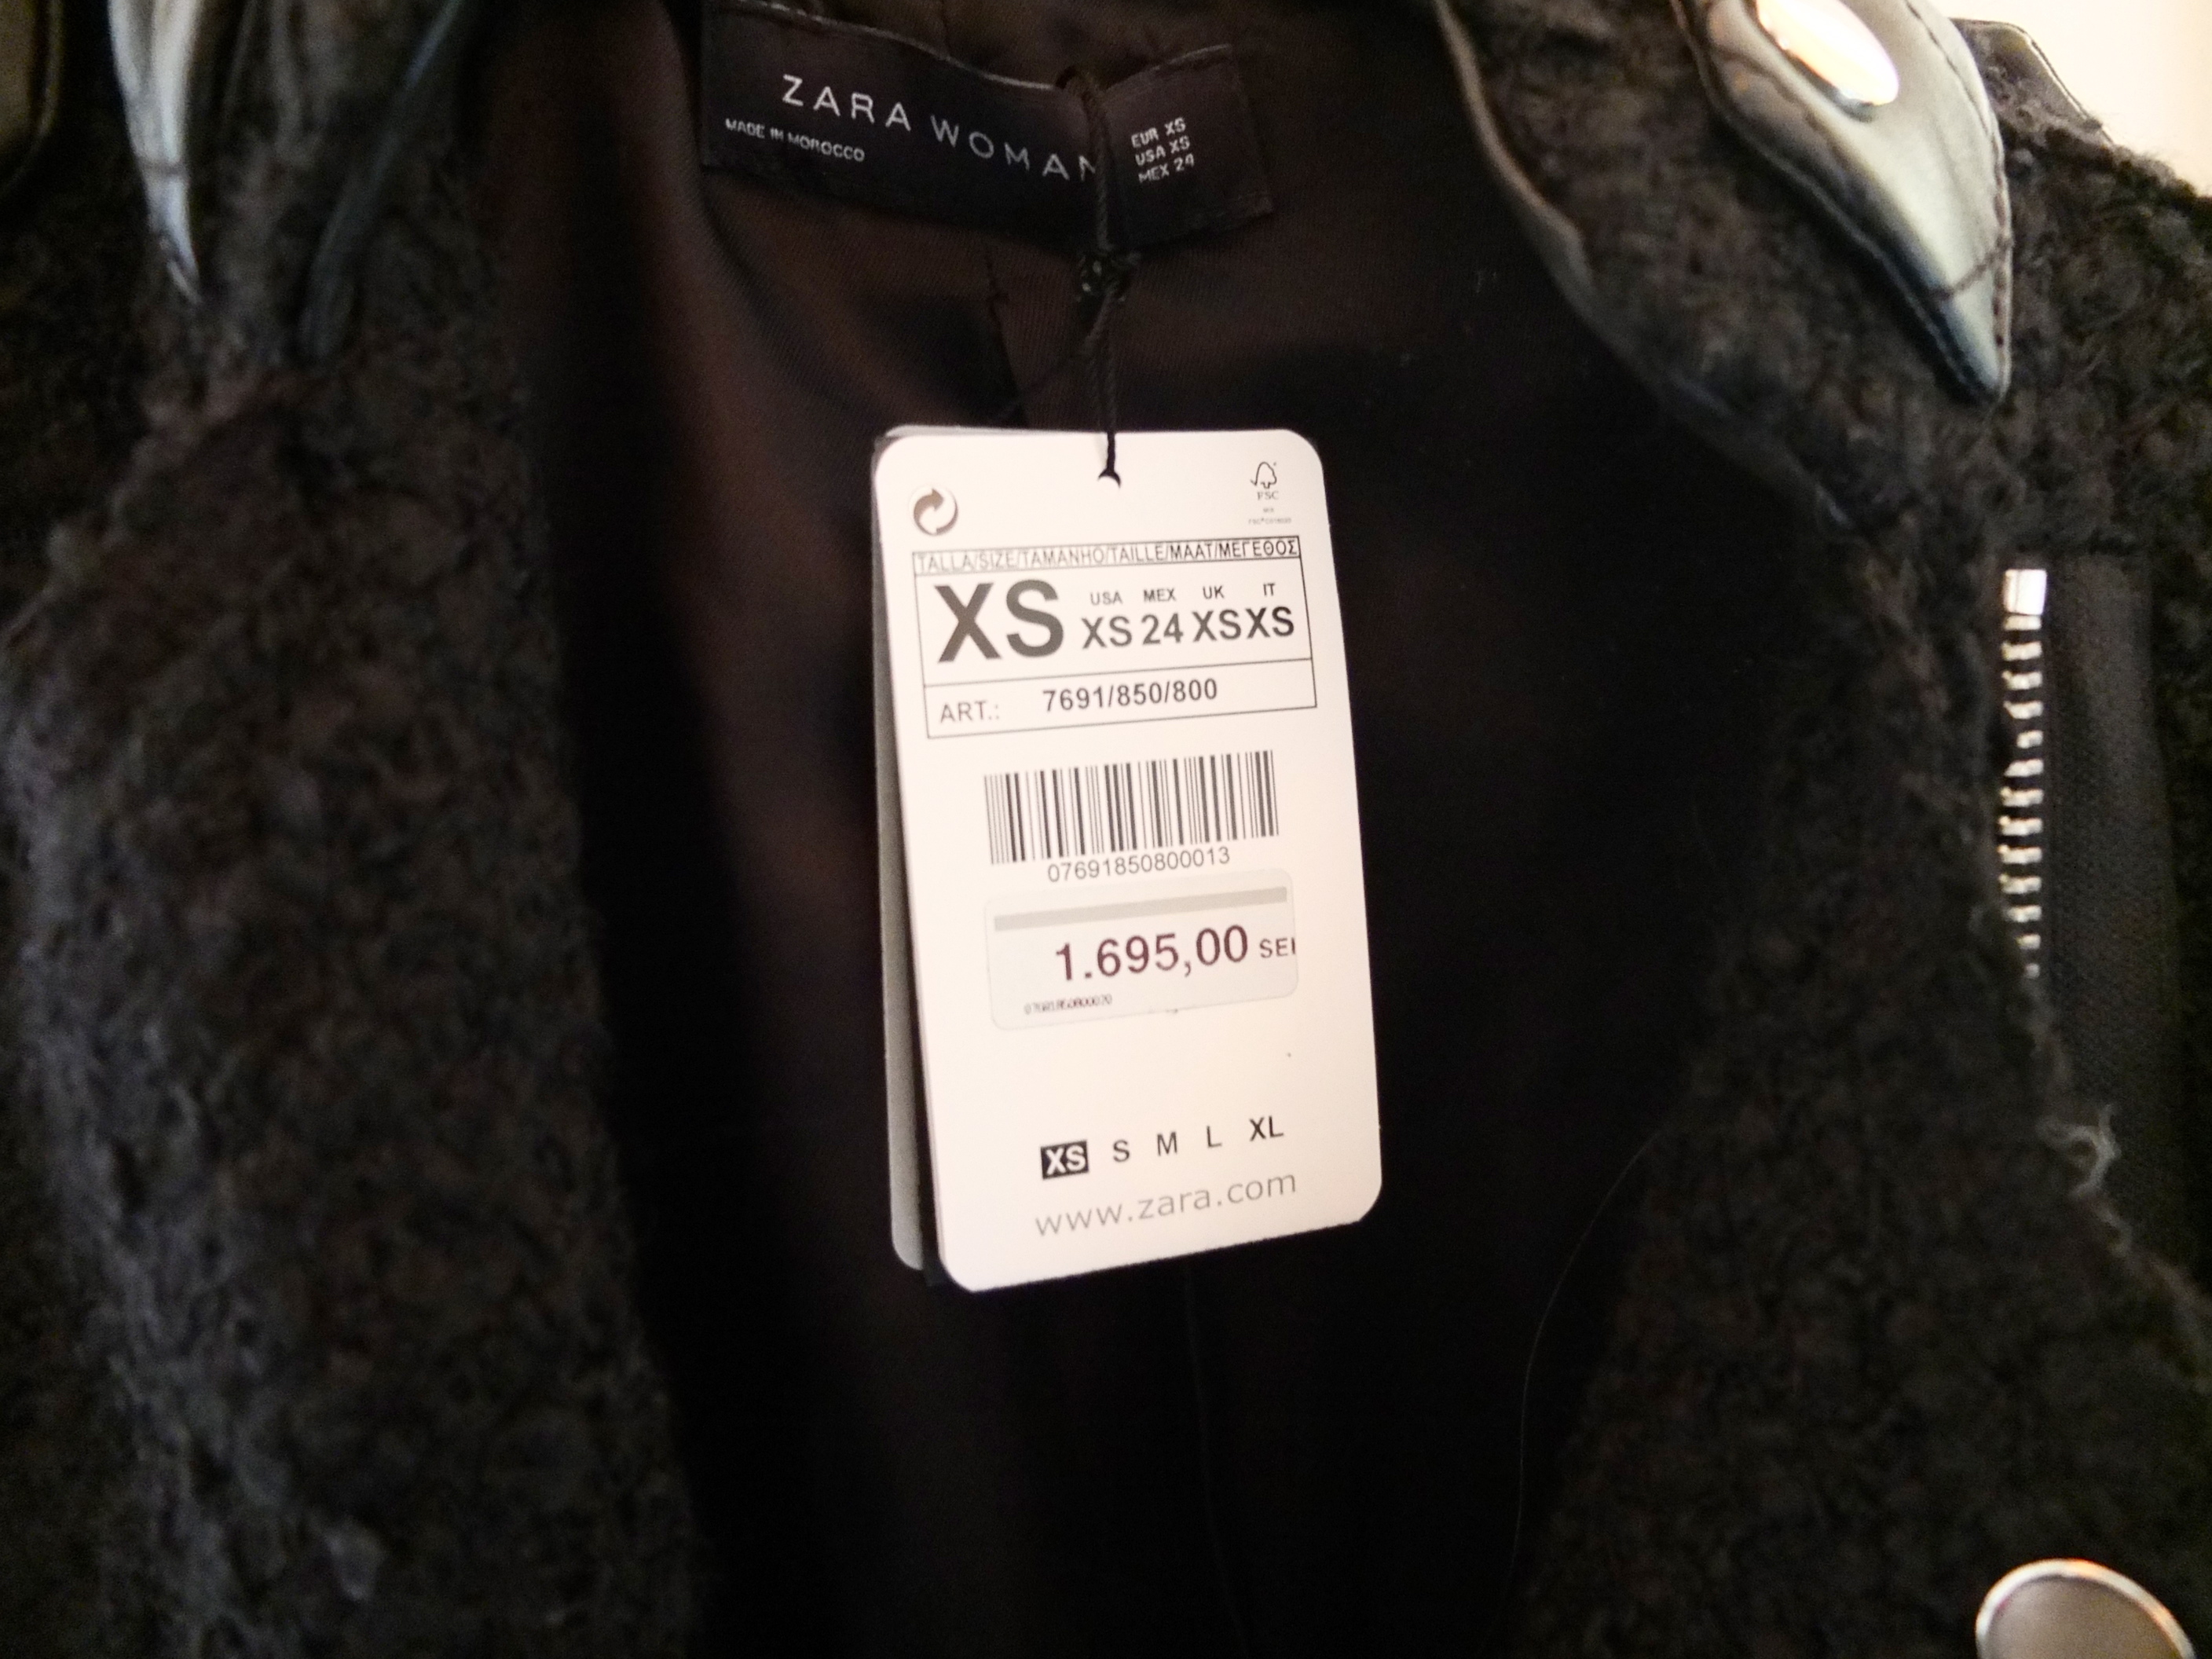 ZARA WOMAN
MADE IN MOROCCO
EUR XS
USA XS
MEX 24
FSC
TALLA/SIZE/TAMANHO/TAILLE/MAAT/ΜΕΓΕΘΟΣ
XS
USA MEX UK IT
XS 24 XS XS
ART.: 7691/850/800
07691850800013
1.695,00 SEK
XS S M L XL
www.zara.com